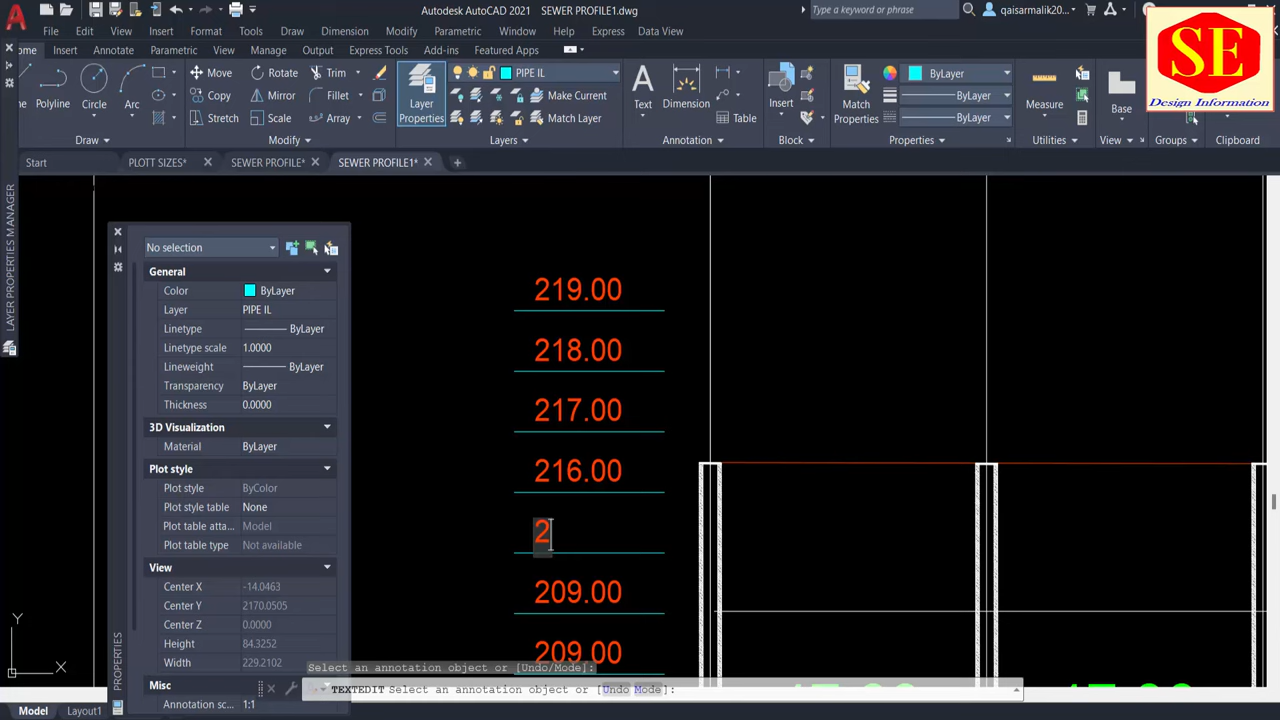 Autodesk AutoCAD 2021 SEWER PROFILE1.dwg
Type a keyword or phrase
qaisarmalik20...
SE
Design Information
File Edit View Insert Format Tools Draw Dimension Modify Parametric Window Help Express Data View
Insert Annotate Parametric View Manage Output Express Tools Add-ins Featured Apps
Polyline Circle Arc
Move Rotate Trim
Copy Mirror Fillet
Stretch Scale Array
Draw Modify
Layer Properties
PIPE IL
Make Current
Match Layer
Layers
Text Dimension Table
Annotation
Insert
Block
Match Properties
ByLayer
ByLayer
ByLayer
Properties
Measure
Utilities
Base
View
Groups
Clipboard
Start PLOTT SIZES* SEWER PROFILE* SEWER PROFILE1*
LAYER PROPERTIES MANAGER
No selection
General
Color ByLayer
Layer PIPE IL
Linetype ByLayer
Linetype scale 1.0000
Lineweight ByLayer
Transparency ByLayer
Thickness 0.0000
3D Visualization
Material ByLayer
Plot style
Plot style ByColor
Plot style table None
Plot table atta... Model
Plot table type Not available
View
Center X -14.0463
Center Y 2170.0505
Center Z 0.0000
Height 84.3252
Width 229.2102
Misc
Annotation sc... 1:1
PROPERTIES
219.00
218.00
217.00
216.00
2
209.00
209.00
Select an annotation object or [Undo/Mode]:
TEXTEDIT Select an annotation object or [Undo Mode]:
Y
X
Model Layout1